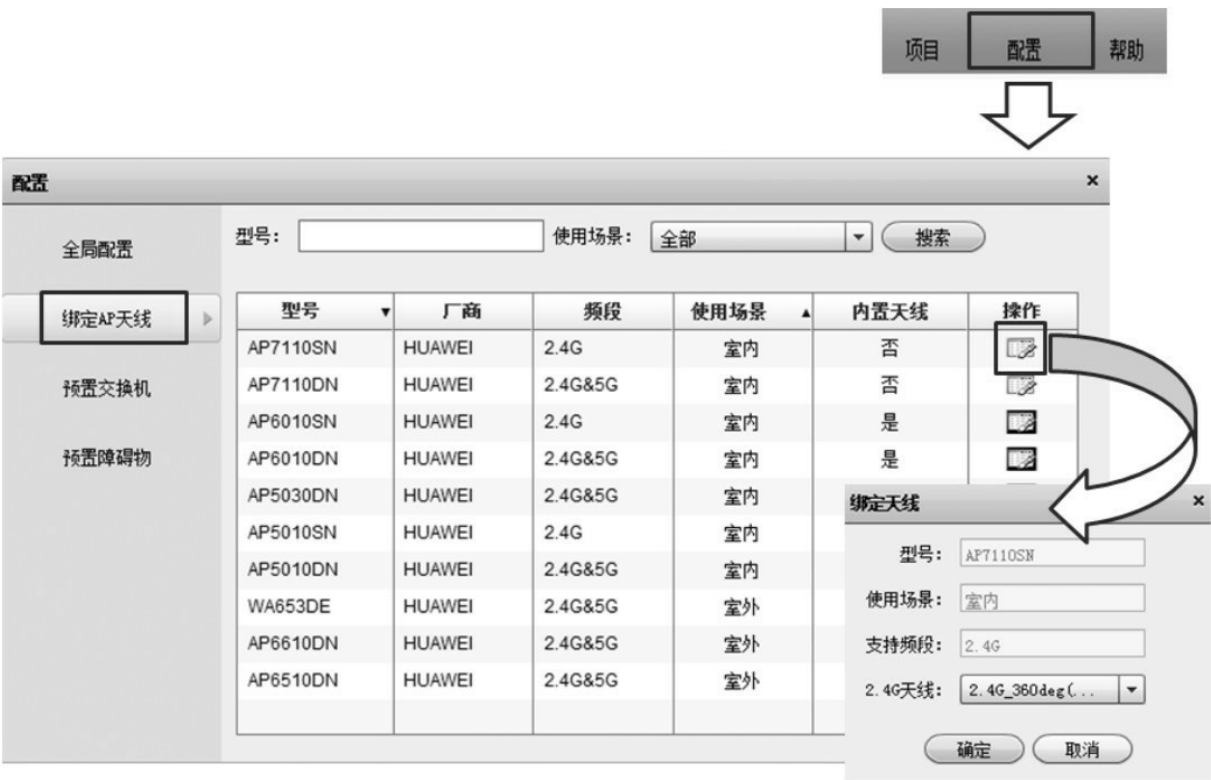 项目 配置 帮助
配置 ×
型号： 使用场景： 全部 搜索
全局配置
绑定AP天线
预置交换机
预置障碍物
型号 厂商 频段 使用场景 内置天线 操作
AP7110SN HUAWEI 2.4G 室内 否
AP7110DN HUAWEI 2.4G&5G 室内 否
AP6010SN HUAWEI 2.4G 室内 是
AP6010DN HUAWEI 2.4G&5G 室内 是
AP5030DN HUAWEI 2.4G&5G 室内
AP5010SN HUAWEI 2.4G 室内
AP5010DN HUAWEI 2.4G&5G 室内
WA653DE HUAWEI 2.4G&5G 室外
AP6610DN HUAWEI 2.4G&5G 室外
AP6510DN HUAWEI 2.4G&5G 室外
绑定天线 ×
型号： AP7110SN
使用场景： 室内
支持频段： 2.4G
2.4G天线： 2.4G_360deg(...
确定 取消